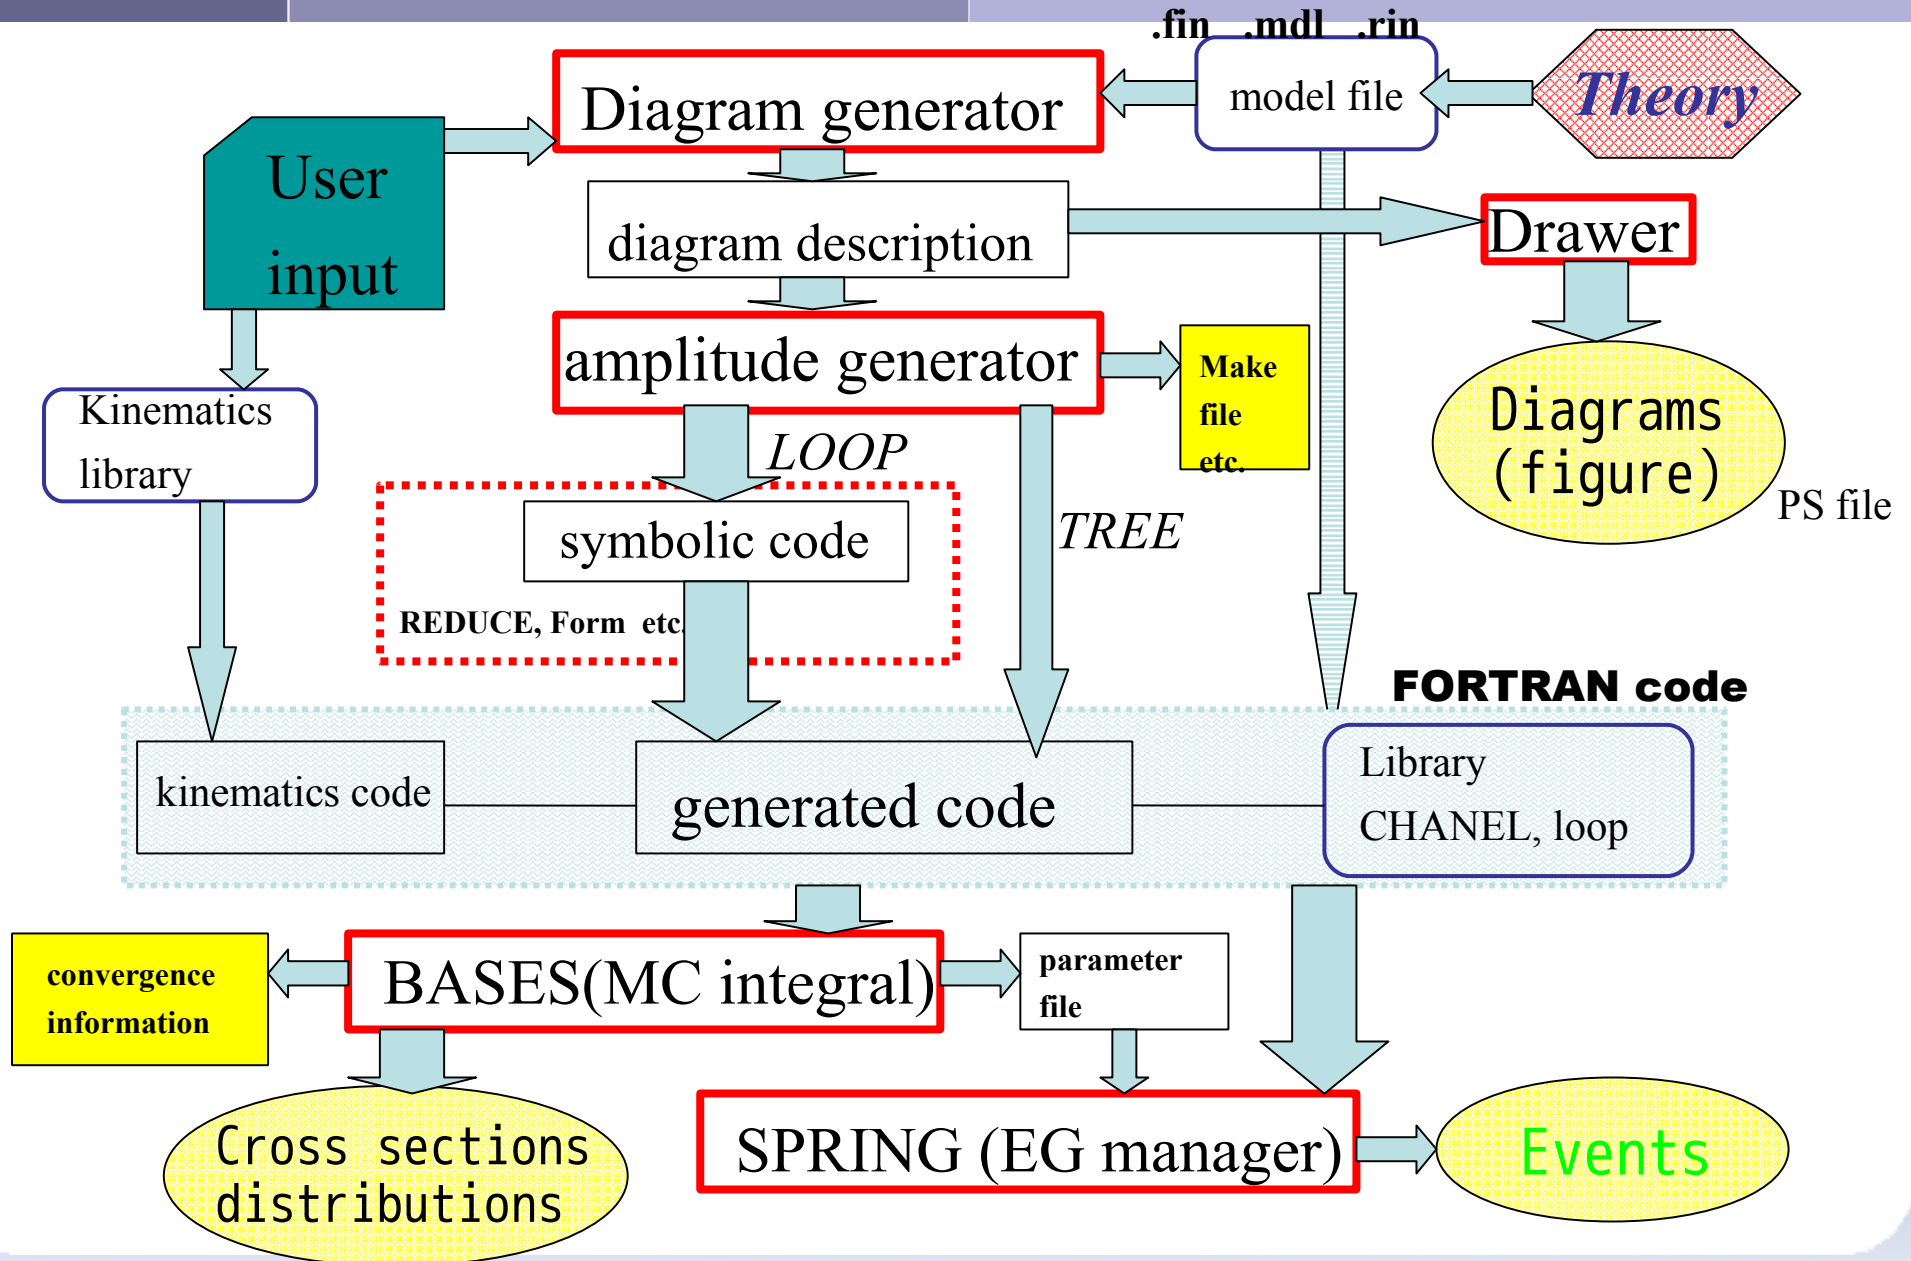 .fin .mdl .rin
Diagram generator
model file
Theory
User
input
diagram description
Drawer
amplitude generator
Make
file
etc.
Kinematics
library
LOOP
Diagrams
(figure)
PS file
symbolic code
TREE
REDUCE, Form etc.
FORTRAN code
kinematics code
generated code
Library
CHANEL, loop
convergence
information
BASES(MC integral)
parameter
file
Cross sections
distributions
SPRING (EG manager)
Events